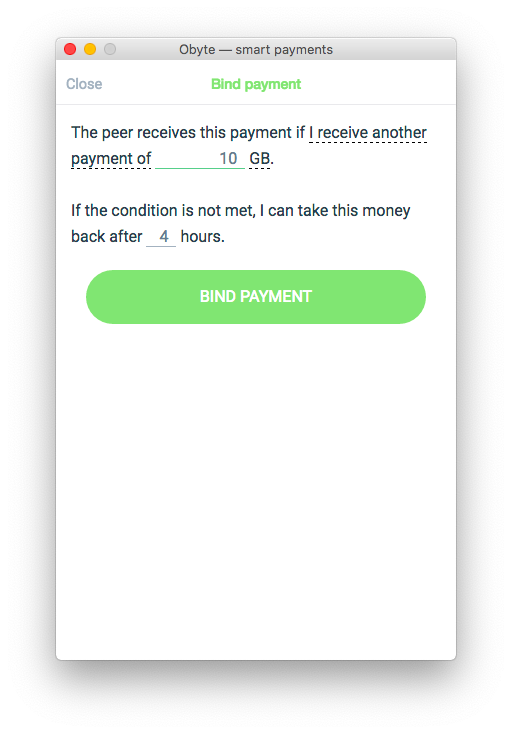 Obyte — smart payments
Close Bind payment
The peer receives this payment if I receive another
payment of 10 GB.
If the condition is not met, I can take this money
back after 4 hours.
BIND PAYMENT